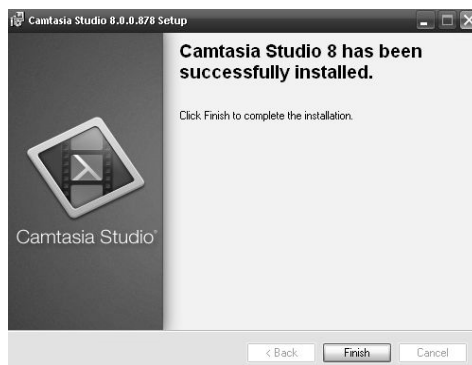 Camtasia Studio 8.0.0.878 Setup
Camtasia Studio 8 has been
successfully installed.
Click Finish to complete the installation.
Camtasia Studio®
< Back
Finish
Cancel